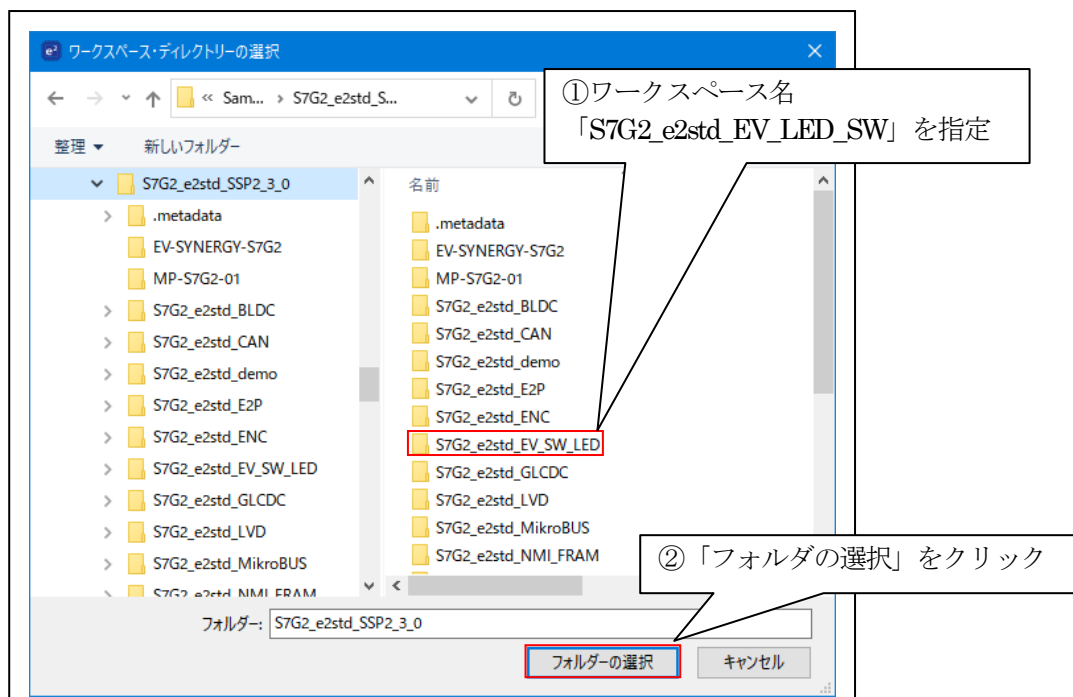 e² ワークスペース・ディレクトリーの選択
①ワークスペース名
「S7G2_e2std_EV_LED_SW」を指定
« Sam... › S7G2_e2std_S...
整理 新しいフォルダー
S7G2_e2std_SSP2_3_0
.metadata
EV-SYNERGY-S7G2
MP-S7G2-01
S7G2_e2std_BLDC
S7G2_e2std_CAN
S7G2_e2std_demo
S7G2_e2std_E2P
S7G2_e2std_ENC
S7G2_e2std_EV_SW_LED
S7G2_e2std_GLCDC
S7G2_e2std_LVD
S7G2_e2std_MikroBUS
S7G2_e2std_NMI_FRAM
名前
.metadata
EV-SYNERGY-S7G2
MP-S7G2-01
S7G2_e2std_BLDC
S7G2_e2std_CAN
S7G2_e2std_demo
S7G2_e2std_E2P
S7G2_e2std_ENC
S7G2_e2std_EV_SW_LED
S7G2_e2std_GLCDC
S7G2_e2std_LVD
S7G2_e2std_MikroBUS
S7G2_e2std_NMI_FRAM
②「フォルダの選択」をクリック
フォルダー: S7G2_e2std_SSP2_3_0
フォルダーの選択 キャンセル